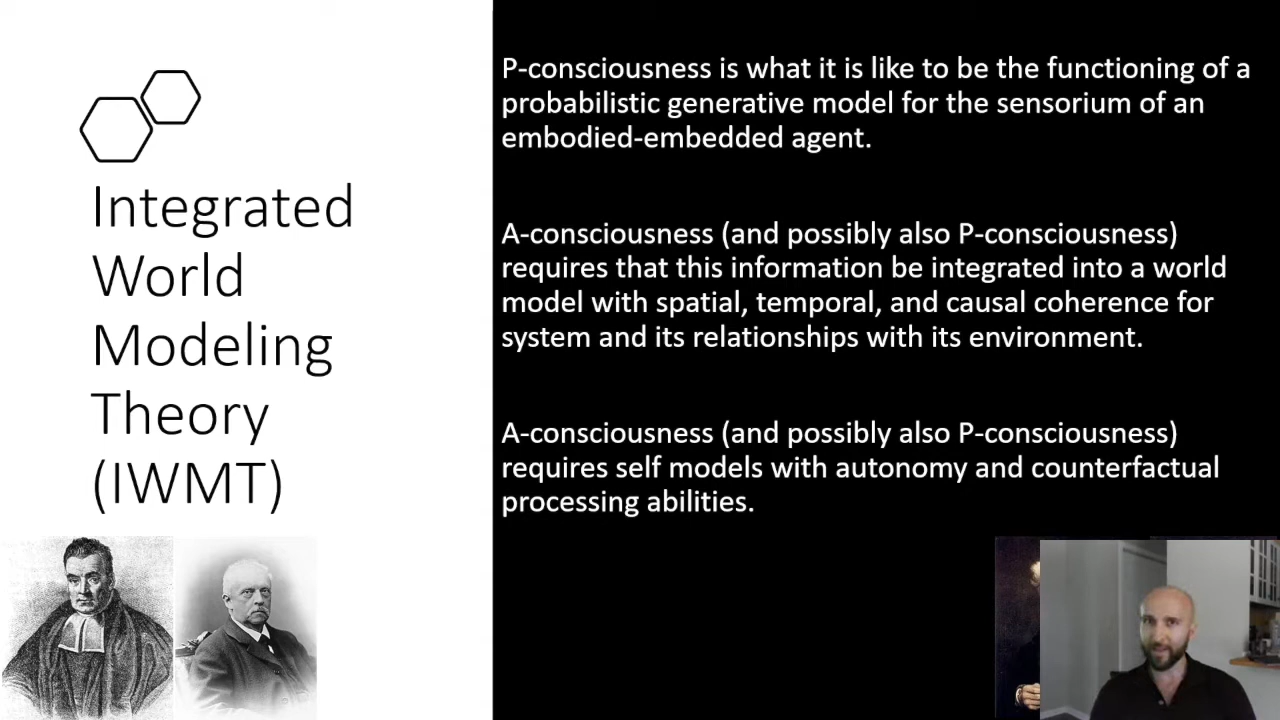 Integrated
World
Modeling
Theory
(IWMT)
P-consciousness is what it is like to be the functioning of a
probabilistic generative model for the sensorium of an
embodied-embedded agent.
A-consciousness (and possibly also P-consciousness)
requires that this information be integrated into a world
model with spatial, temporal, and causal coherence for
system and its relationships with its environment.
A-consciousness (and possibly also P-consciousness)
requires self models with autonomy and counterfactual
processing abilities.